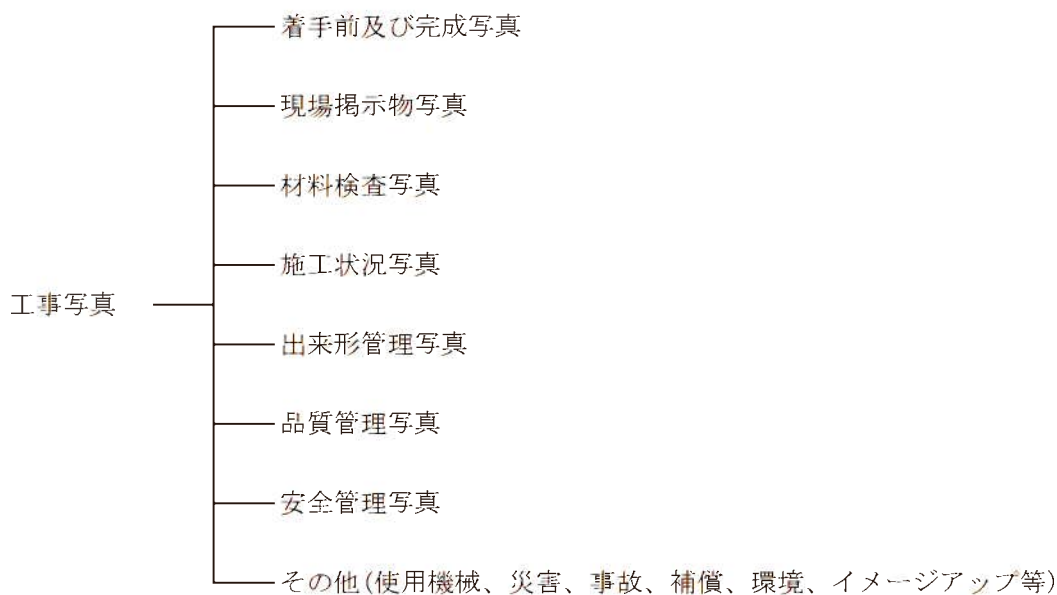 着手前及び完成写真
現場掲示物写真
材料検査写真
施工状況写真
工事写真
出来形管理写真
品質管理写真
安全管理写真
その他(使用機械、災害、事故、補償、環境、イメージアップ等)